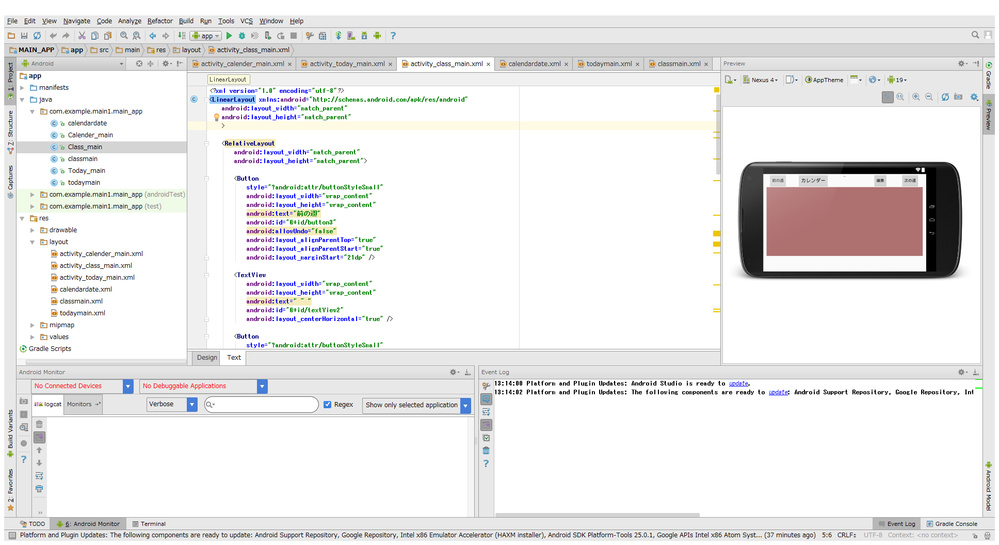 File Edit View Navigate Code Analyze Refactor Build Run Tools VCS Window Help
app
MAIN_APP app src main res layout activity_class_main.xml
1: Project
7: Structure
Captures
Build Variants
2: Favorites
Android
app
manifests
java
com.example.main1.main_app
calendardate
Calender_main
Class_main
classmain
Today_main
todaymain
com.example.main1.main_app (androidTest)
com.example.main1.main_app (test)
res
drawable
layout
activity_calender_main.xml
activity_class_main.xml
activity_today_main.xml
calendardate.xml
classmain.xml
todaymain.xml
mipmap
values
Gradle Scripts
activity_calender_main.xml activity_today_main.xml activity_class_main.xml calendardate.xml todaymain.xml classmain.xml
LinearLayout
<?xml version="1.0" encoding="utf-8"?>
<LinearLayout xmlns:android="http://schemas.android.com/apk/res/android"
android:layout_width="match_parent"
android:layout_height="match_parent"
>
<RelativeLayout
android:layout_width="match_parent"
android:layout_height="match_parent">
<Button
style="?android:attr/buttonStyleSmall"
android:layout_width="wrap_content"
android:layout_height="wrap_content"
android:text="前の週"
android:id="@+id/button3"
android:allowUndo="false"
android:layout_alignParentTop="true"
android:layout_alignParentStart="true"
android:layout_marginStart="21dp" />
<TextView
android:layout_width="wrap_content"
android:layout_height="wrap_content"
android:text=" ~ "
android:id="@+id/textView2"
android:layout_centerHorizontal="true" />
<Button
style="?android:attr/buttonStyleSmall"
Design Text
Preview
Nexus 4 AppTheme 19
1:1
前の週 カレンダー ~ 編集 次の週
Gradle
Preview
Android Model
Android Monitor
No Connected Devices No Debuggable Applications
logcat Monitors Verbose Regex Show only selected application
Event Log
13:14:00 Platform and Plugin Updates: Android Studio is ready to update.
13:14:02 Platform and Plugin Updates: The following components are ready to update: Android Support Repository, Google Repository, Int
TODO 6: Android Monitor Terminal Event Log Gradle Console
Platform and Plugin Updates: The following components are ready to update: Android Support Repository, Google Repository, Intel x86 Emulator Accelerator (HAXM installer), Android SDK Platform-Tools 25.0.1, Google APIs Intel x86 Atom Syst... (37 minutes ago) 5:6 CRLF UTF-8 Context: <no context>